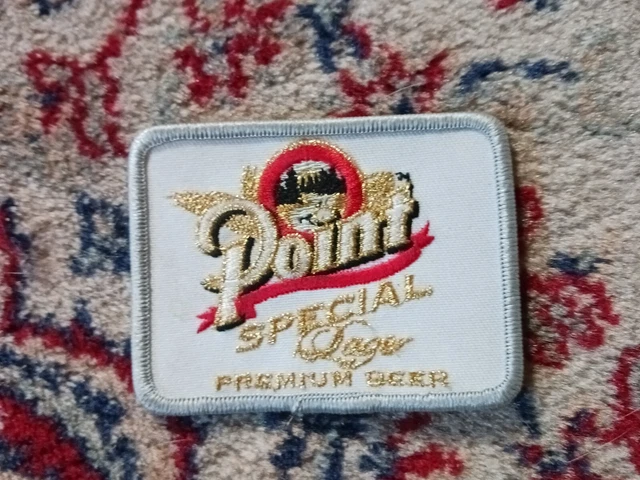 Point
SPECIAL
Lager
PREMIUM BEER